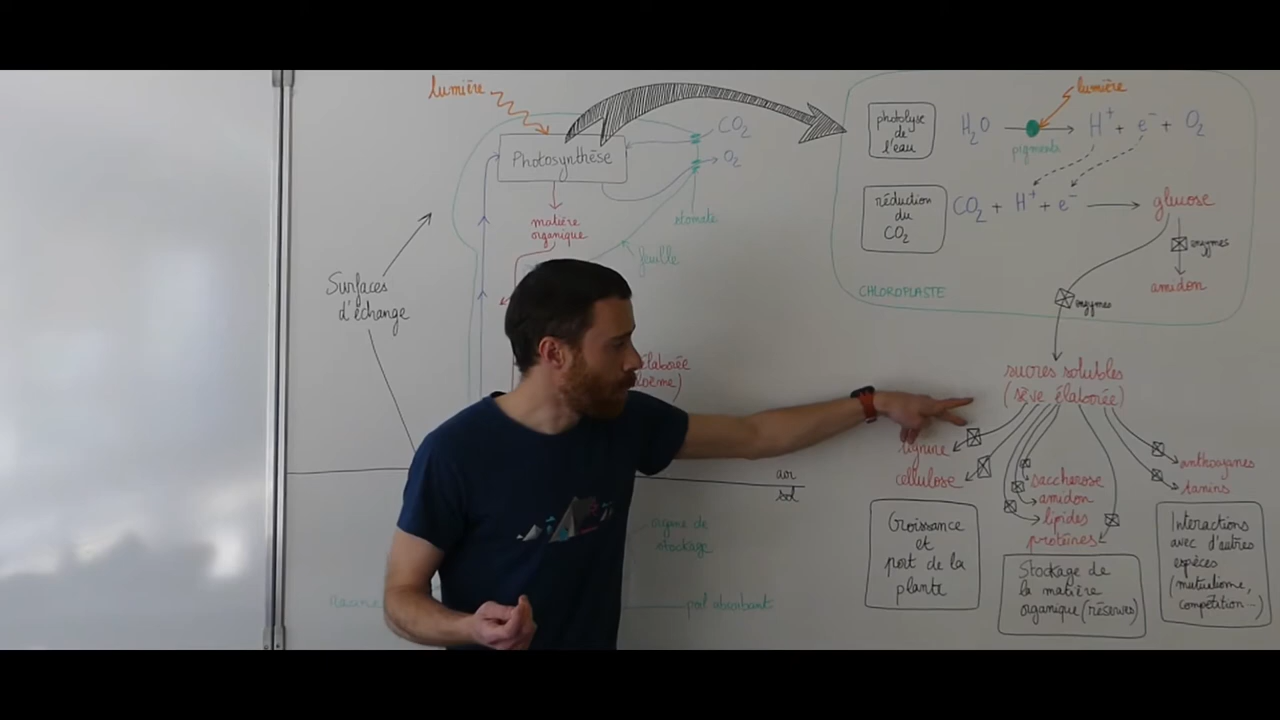 lumière
CO2
O2
Photosynthèse
stomate
matière
organique
feuille
Surfaces
d'échange
élaborée
air
sol
organe de
stockage
Racine
poil absorbant
photolyse
de
l'eau
H2O
lumière
pigments
H+ + e- + O2
réduction
du
CO2
CO2 + H+ + e-
glucose
enzymes
amidon
CHLOROPLASTE
enzymes
sucres solubles
(sève élaborée)
lignine
cellulose
saccharose
amidon
lipides
protéines
anthocyanes
tanins
Croissance
et
port de la
plante
Stockage de
la matière
organique (réserves)
Interactions
avec d'autres
espèces
(mutualisme,
compétition...)